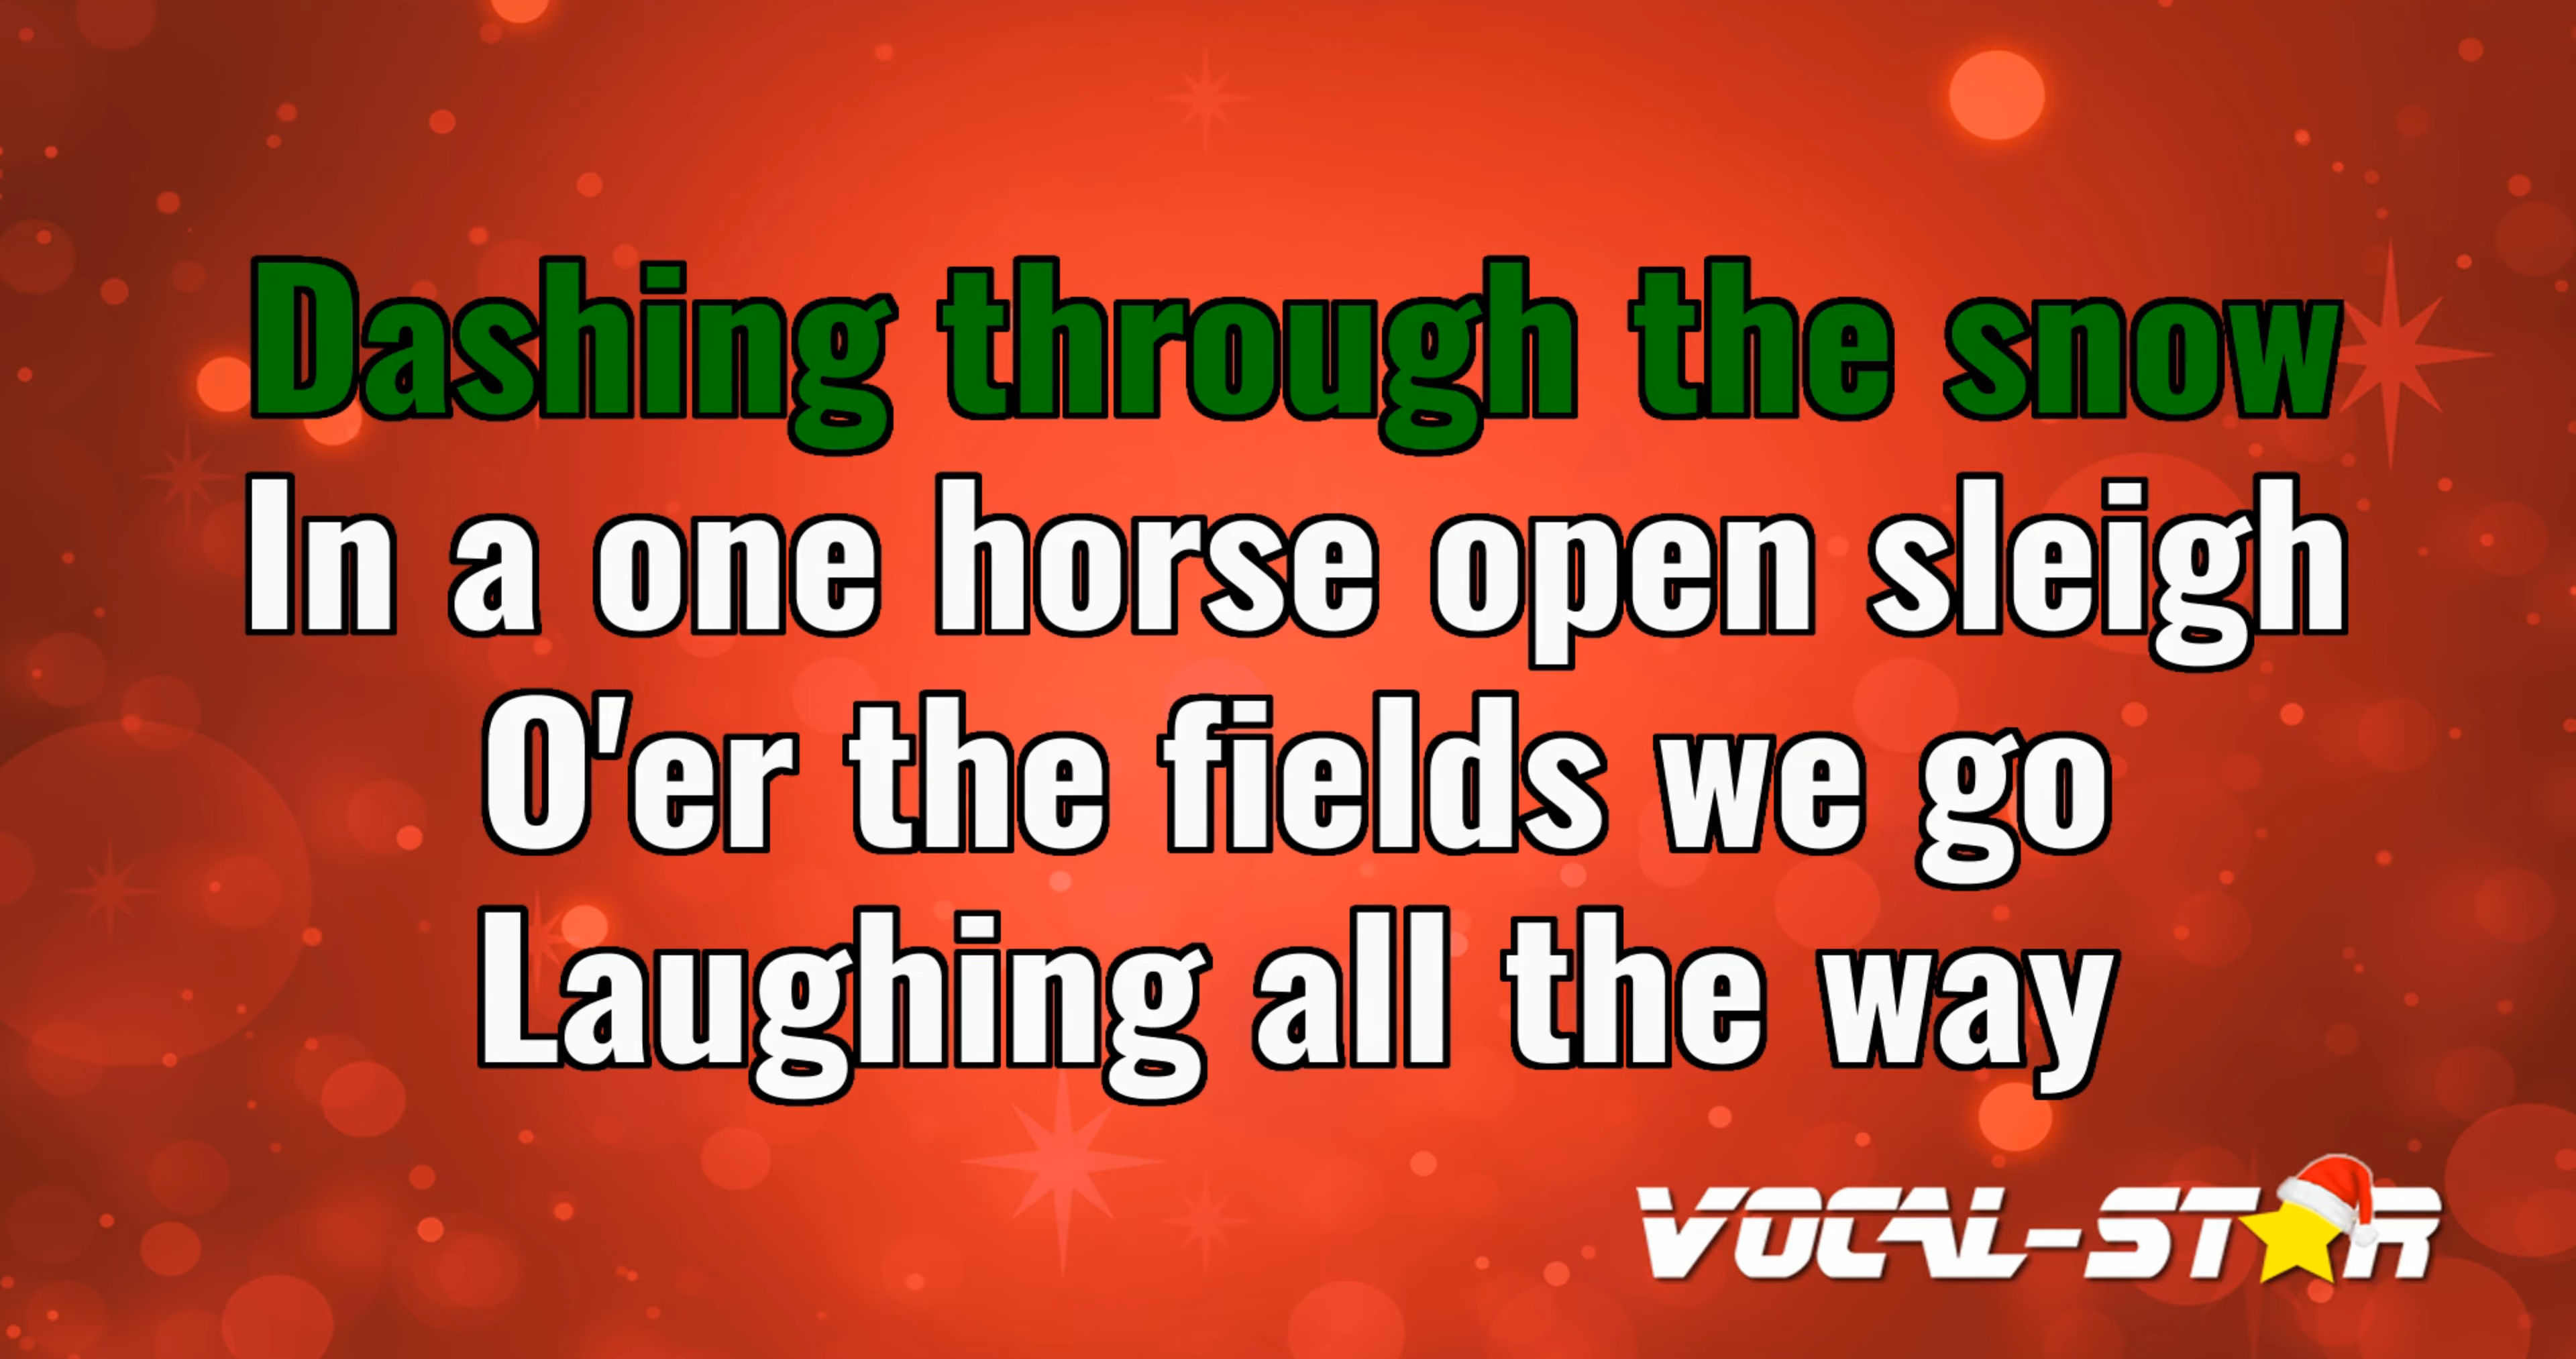 Dashing through the snow
In a one horse open sleigh
O'er the fields we go
Laughing all the way
VOCAL-STAR